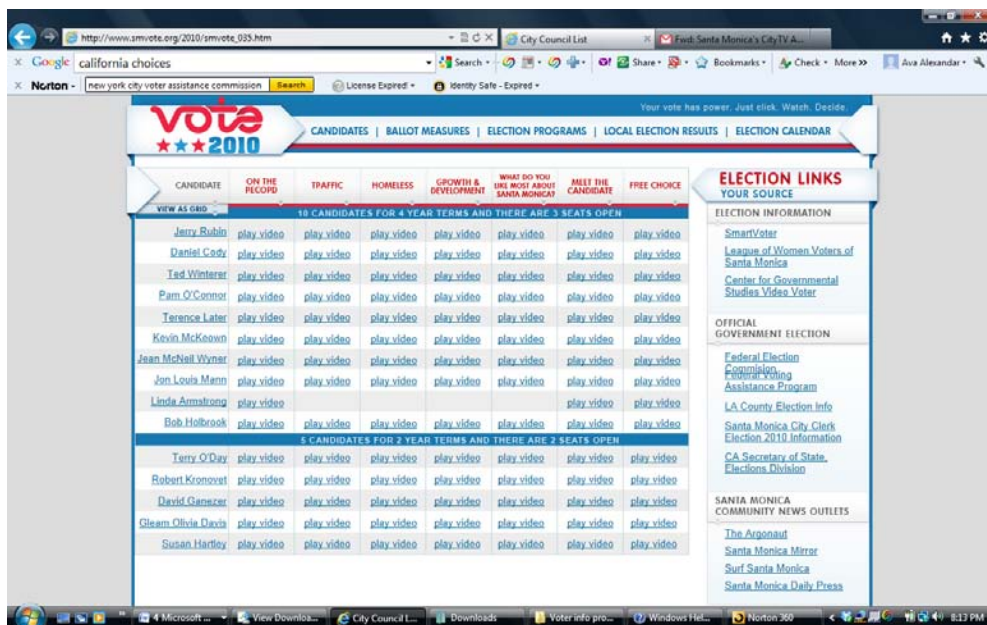 http://www.smvote.org/2010/smvote_035.htm
City Council List
Fwd: Santa Monica's CityTV A...
Google california choices Search Share Bookmarks Check More >> Ava Alexandar
Norton new york city voter assistance commission Search License Expired Identity Safe - Expired
Your vote has power. Just click. Watch. Decide.
vote
2010
CANDIDATES | BALLOT MEASURES | ELECTION PROGRAMS | LOCAL ELECTION RESULTS | ELECTION CALENDAR
CANDIDATE
ON THE RECORD
TRAFFIC
HOMELESS
GROWTH & DEVELOPMENT
WHAT DO YOU LIKE MOST ABOUT SANTA MONICA?
MEET THE CANDIDATE
FREE CHOICE
VIEW AS GRID
10 CANDIDATES FOR 4 YEAR TERMS AND THERE ARE 3 SEATS OPEN
Jerry Rubin play video play video play video play video play video play video play video
Daniel Cody play video play video play video play video play video play video play video
Ted Winterer play video play video play video play video play video play video play video
Pam O'Connor play video play video play video play video play video play video play video
Terence Later play video play video play video play video play video play video play video
Kevin McKeown play video play video play video play video play video play video play video
Jean McNeil Wyner play video play video play video play video play video play video play video
Jon Louis Mann play video play video play video play video play video play video play video
Linda Armstrong play video play video play video
Bob Holbrook play video play video play video play video play video play video play video
5 CANDIDATES FOR 2 YEAR TERMS AND THERE ARE 2 SEATS OPEN
Terry O'Day play video play video play video play video play video play video play video
Robert Kronovet play video play video play video play video play video play video play video
David Ganezer play video play video play video play video play video play video play video
Gleam Olivia Davis play video play video play video play video play video play video play video
Susan Hartley play video play video play video play video play video play video play video
ELECTION LINKS
YOUR SOURCE
ELECTION INFORMATION
SmartVoter
League of Women Voters of
Santa Monica
Center for Governmental
Studies Video Voter
OFFICIAL
GOVERNMENT ELECTION
Federal Election
Commision
Federal Voting
Assistance Program
LA County Election Info
Santa Monica City Clerk
Election 2010 Information
CA Secretary of State,
Elections Division
SANTA MONICA
COMMUNITY NEWS OUTLETS
The Argonaut
Santa Monica Mirror
Surf Santa Monica
Santa Monica Daily Press
4 Microsoft ... View Downloa... City Council L... Downloads Voter info pro... Windows Hel... Norton 360 8:13 PM